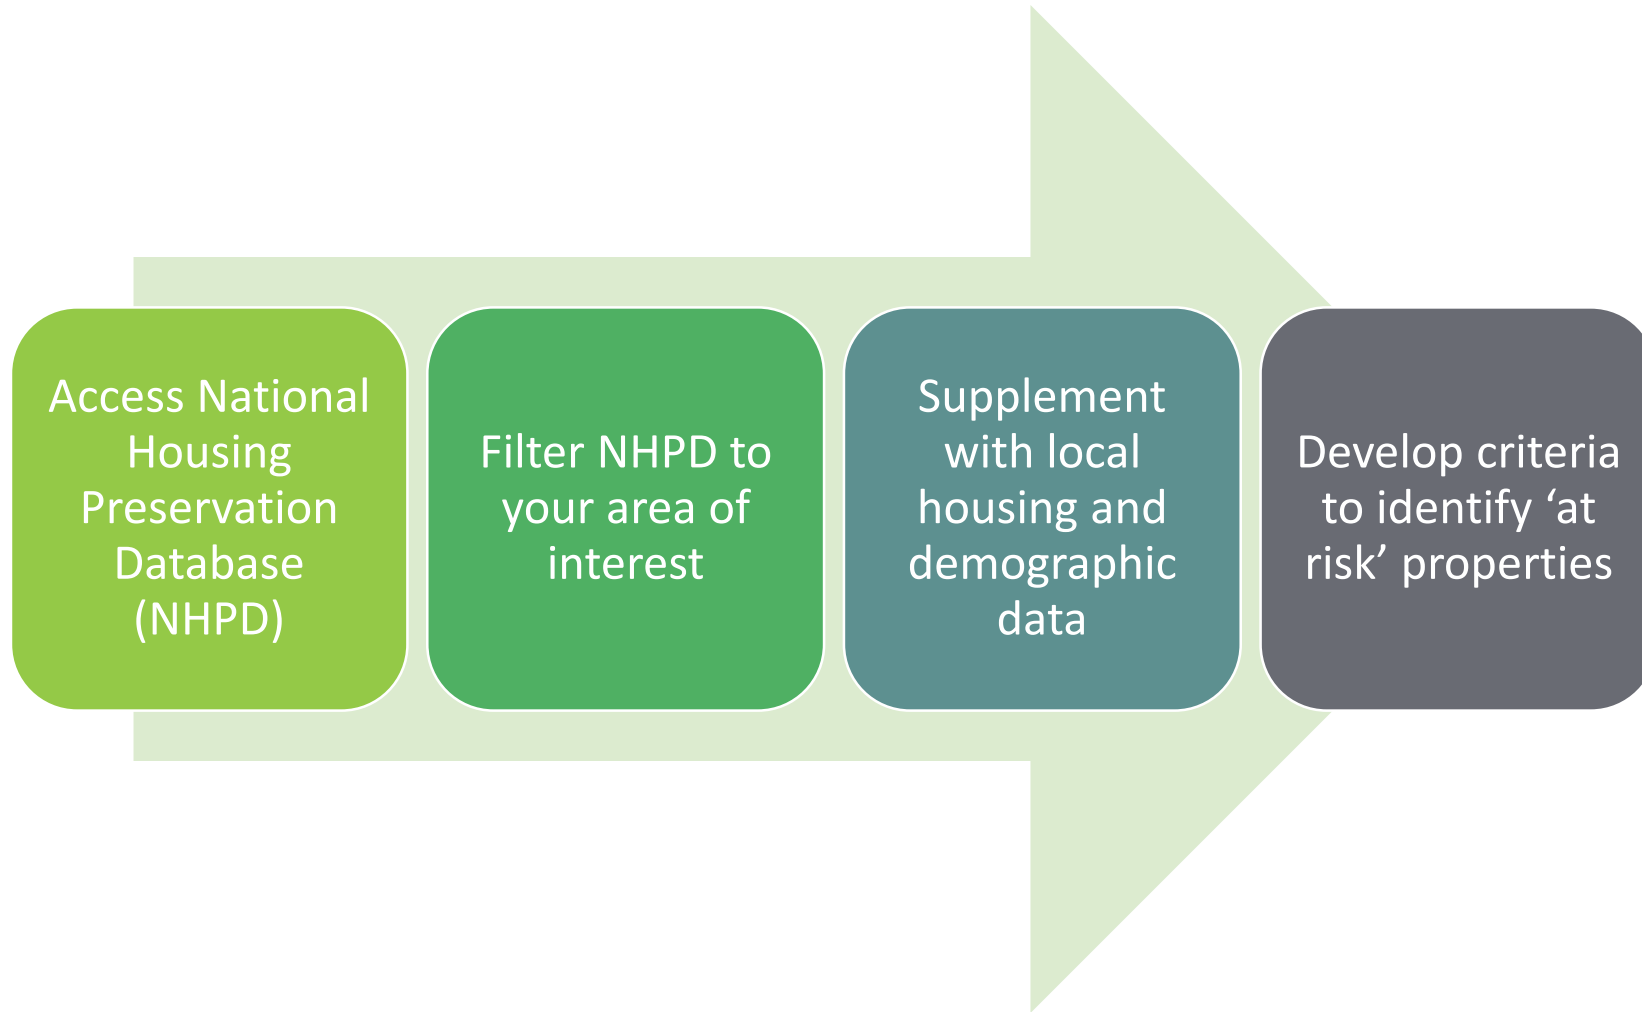 Access National
Housing
Preservation
Database
(NHPD)
Filter NHPD to
your area of
interest
Supplement
with local
housing and
demographic
data
Develop criteria
to identify ‘at
risk’ properties